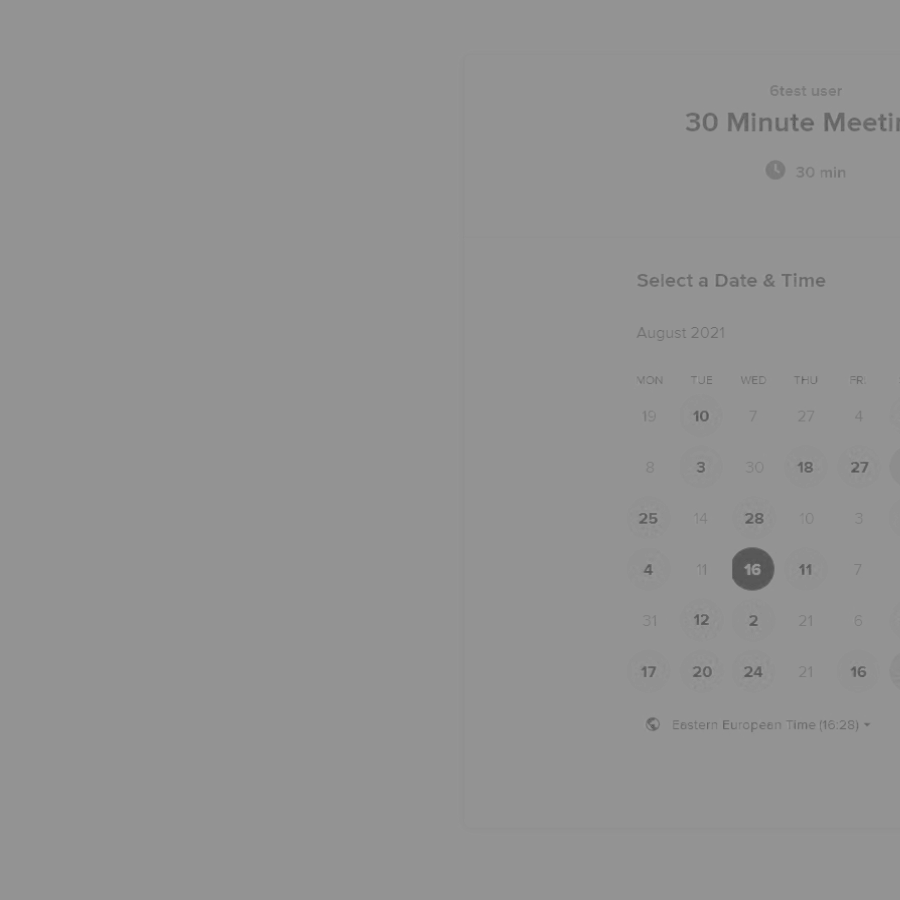 6test user
30 Minute Meetin
30 min
Select a Date & Time
August 2021
MON TUE WED THU FRI
19 10 7 27 4
8 3 30 18 27
25 14 28 10 3
4 11 16 11 7
31 12 2 21 6
17 20 24 21 16
Eastern European Time (16:28)